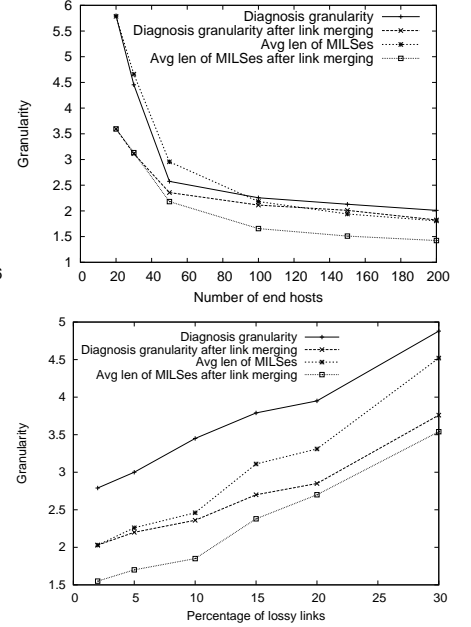 6
Diagnosis granularity
Diagnosis granularity after link merging
Avg len of MILSes
Avg len of MILSes after link merging
6
5.5
5
4.5
4
3.5
3
2.5
2
1.5
1
Granularity
0 20 40 60 80 100 120 140 160 180 200
Number of end hosts
s
Diagnosis granularity
Diagnosis granularity after link merging
Avg len of MILSes
Avg len of MILSes after link merging
5
4.5
4
3.5
3
2.5
2
1.5
Granularity
0 5 10 15 20 25 30
Percentage of lossy links